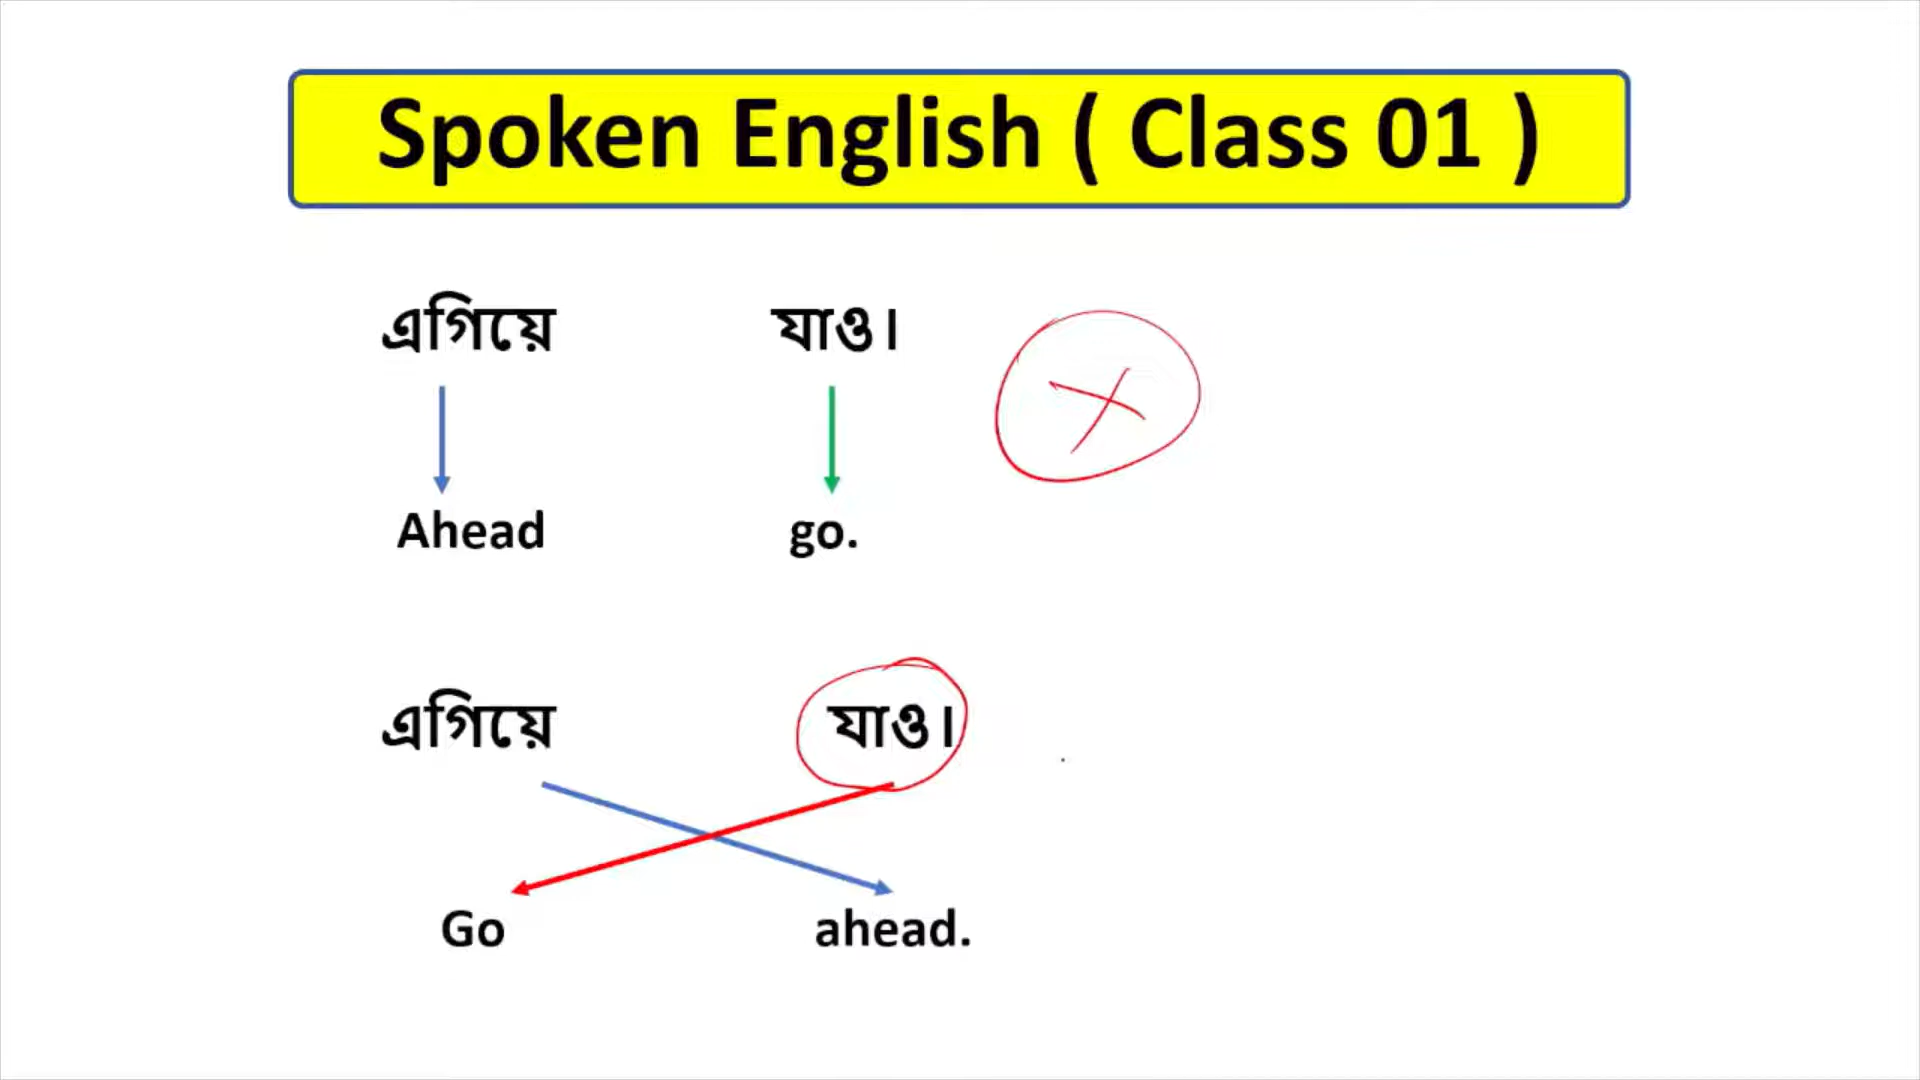 Spoken English ( Class 01 )
এগিয়ে যাও।
Ahead go.
এগিয়ে যাও।
Go ahead.